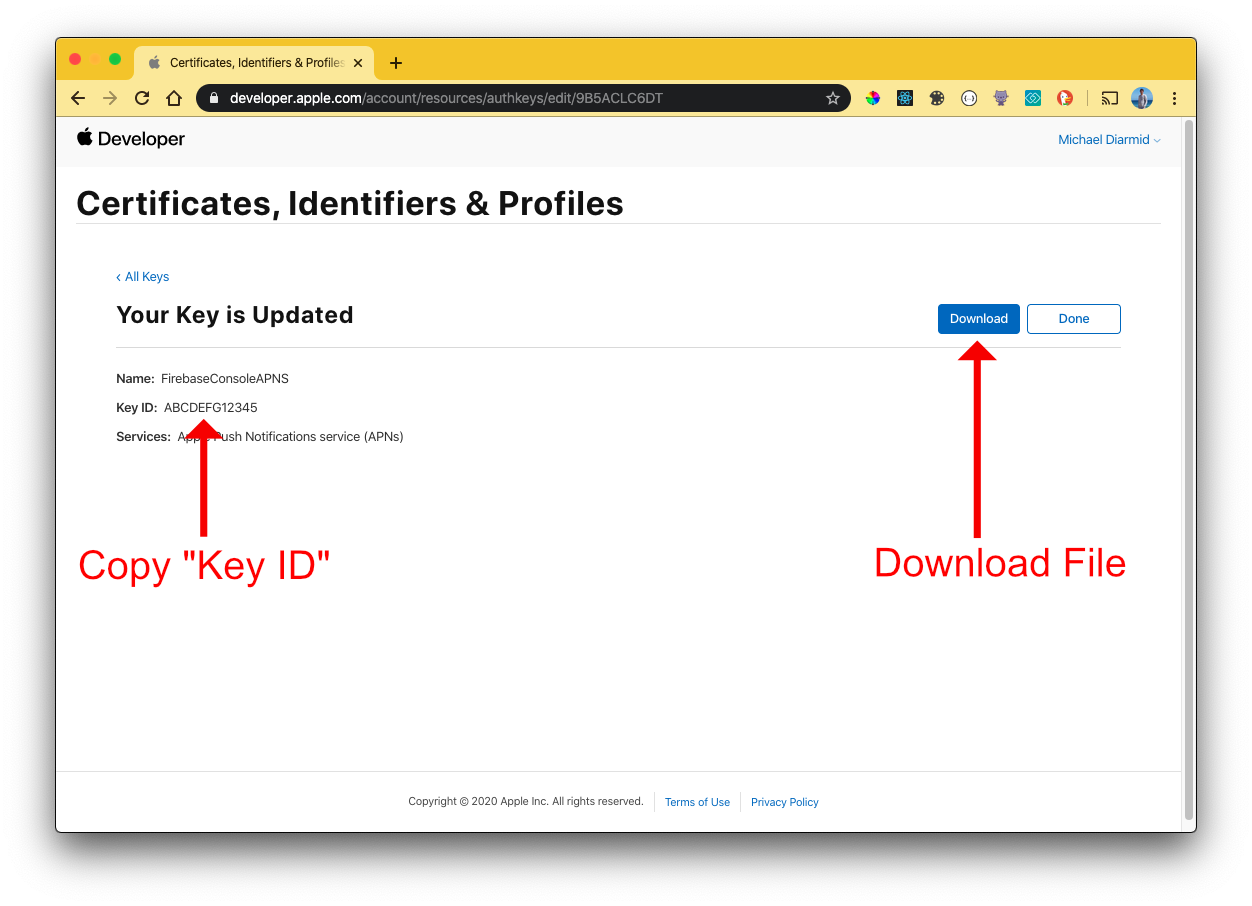 Certificates, Identifiers & Profiles
developer.apple.com/account/resources/authkeys/edit/9B5ACLC6DT
Developer
Michael Diarmid
Certificates, Identifiers & Profiles
All Keys
Your Key is Updated
Download
Done
Name: FirebaseConsoleAPNS
Key ID: ABCDEFG12345
Services: Apple Push Notifications service (APNs)
Copy "Key ID"
Download File
Copyright © 2020 Apple Inc. All rights reserved.
Terms of Use
Privacy Policy